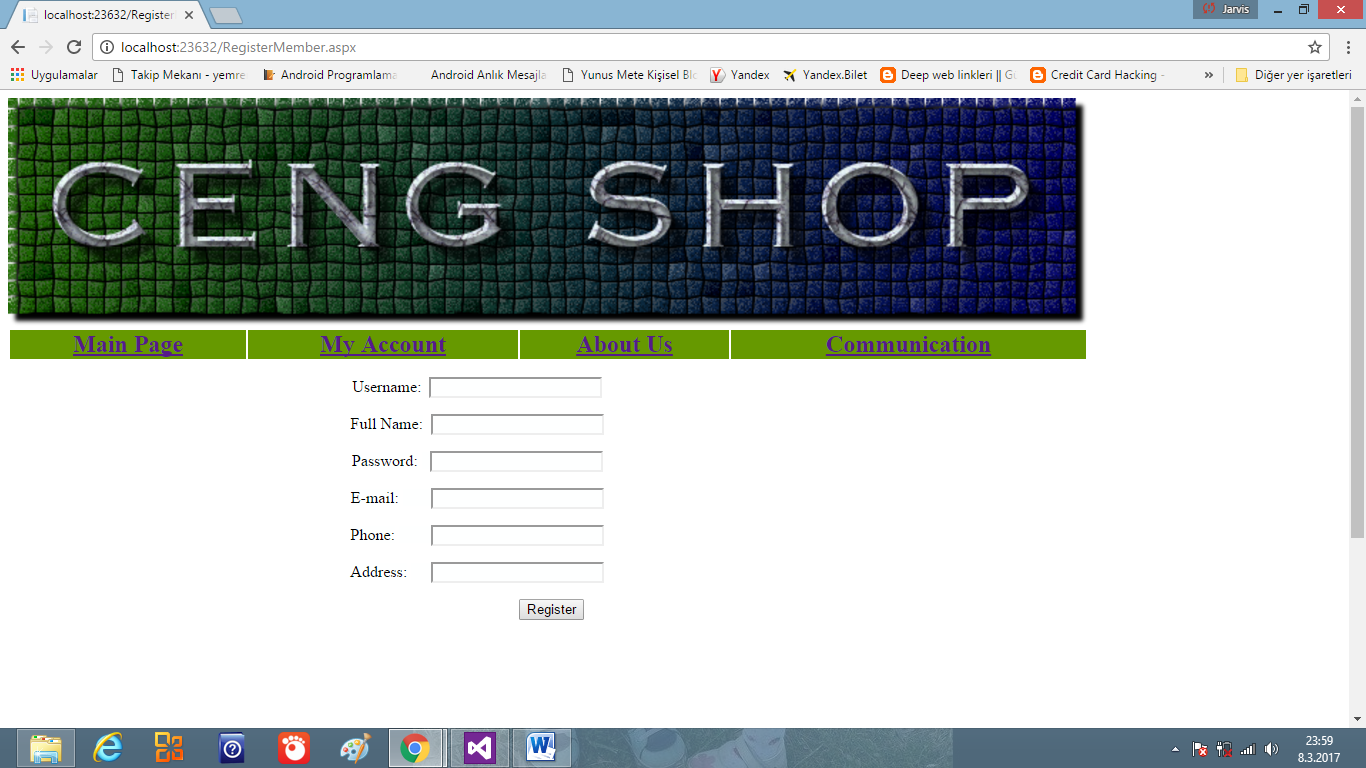 localhost:23632/Register
Jarvis
localhost:23632/RegisterMember.aspx
Uygulamalar
Takip Mekanı - yemre
Android Programlama
Android Anlık Mesajla
Yunus Mete Kişisel Blo
Yandex
Yandex.Bilet
Deep web linkleri || Gü
Credit Card Hacking -
»
Diğer yer işaretleri
CENG SHOP
Main Page
My Account
About Us
Communication
Username:
Full Name:
Password:
E-mail:
Phone:
Address:
Register
23:59
8.3.2017